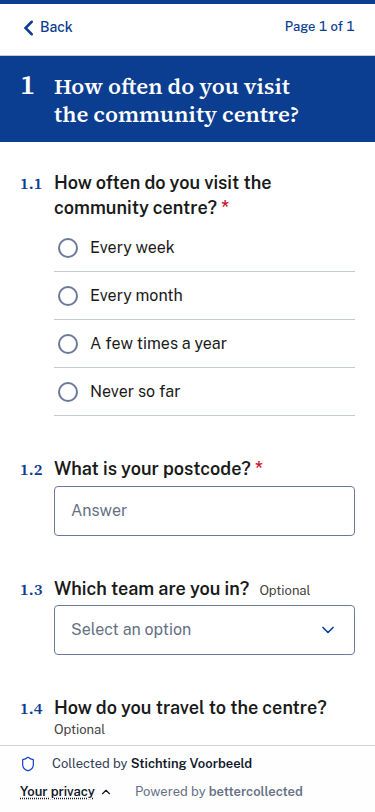 Back
Page 1 of 1
1 How often do you visit
the community centre?
1.1 How often do you visit the
community centre? *
Every week
Every month
A few times a year
Never so far
1.2 What is your postcode? *
Answer
1.3 Which team are you in? Optional
Select an option
1.4 How do you travel to the centre?
Optional
Collected by Stichting Voorbeeld
Your privacy
Powered by bettercollected